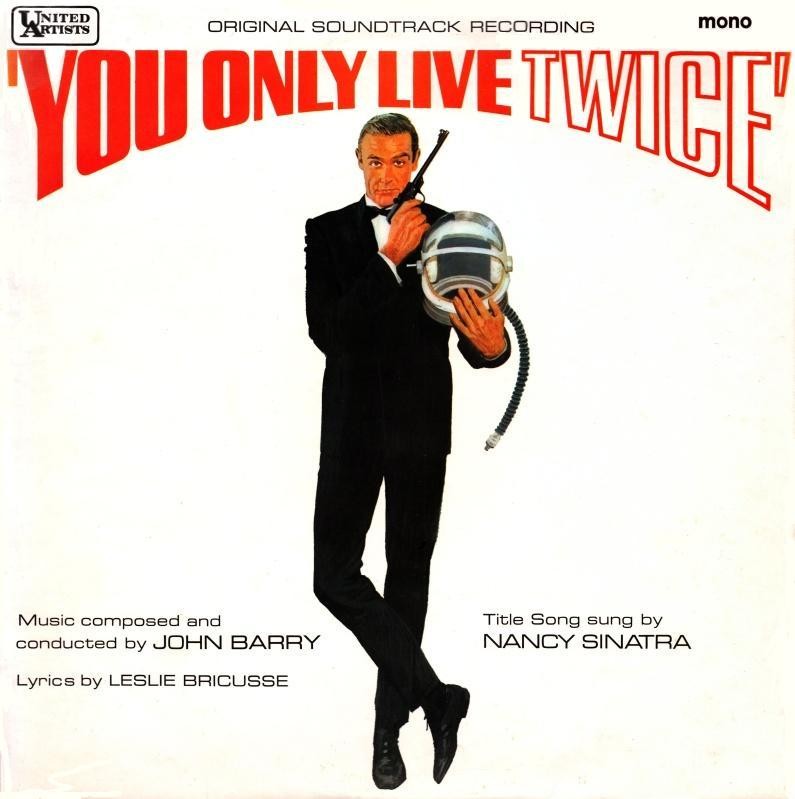 UNITED
ARTISTS
ORIGINAL SOUNDTRACK RECORDING
mono
'YOU ONLY LIVE TWICE'
Music composed and
conducted by JOHN BARRY
Lyrics by LESLIE BRICUSSE
Title Song sung by
NANCY SINATRA